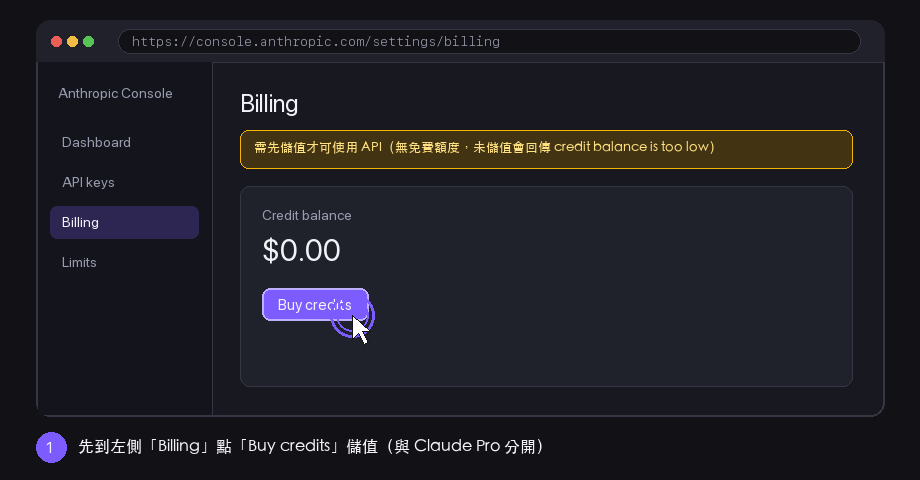 https://console.anthropic.com/settings/billing
Anthropic Console
Dashboard
API keys
Billing
Limits
Billing
需先儲值才可使用 API（無免費額度，未儲值會回傳 credit balance is too low）
Credit balance
$0.00
Buy credits
1 先到左側「Billing」點「Buy credits」儲值（與 Claude Pro 分開）